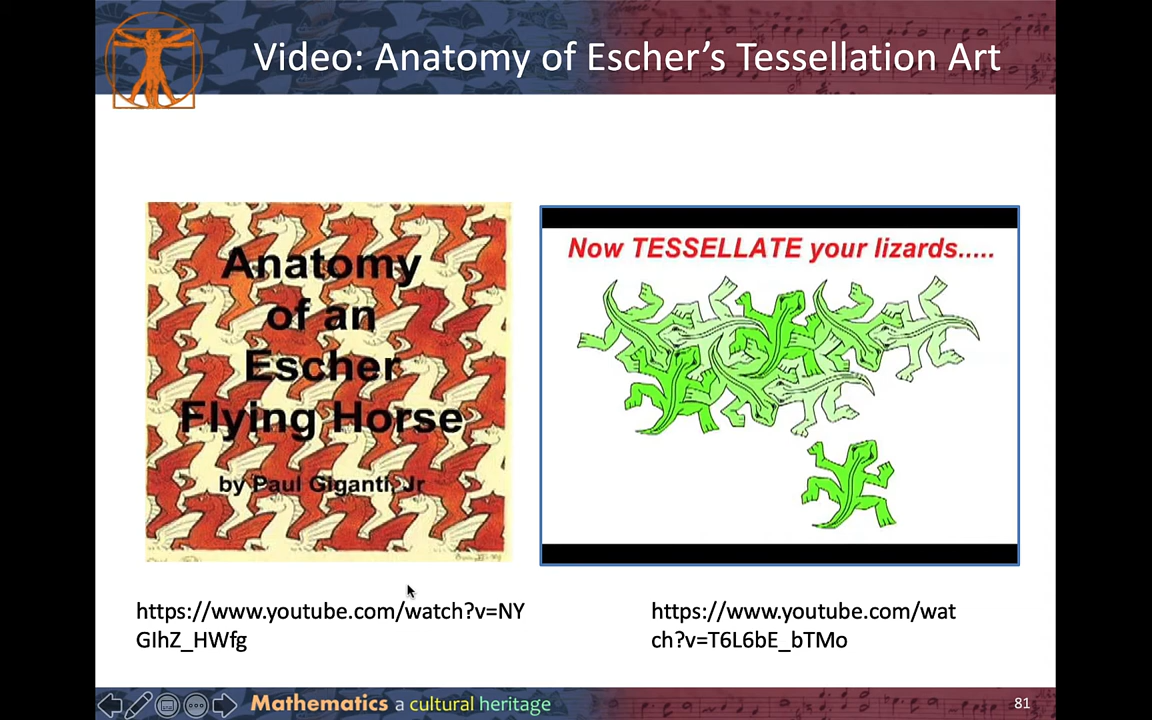 Video: Anatomy of Escher’s Tessellation Art
Anatomy
of an
Escher
Flying Horse
by Paul Giganti, Jr
Now TESSELLATE your lizards.....
https://www.youtube.com/watch?v=NY
GIhZ_HWfg
https://www.youtube.com/wat
ch?v=T6L6bE_bTMo
Mathematics a cultural heritage
81